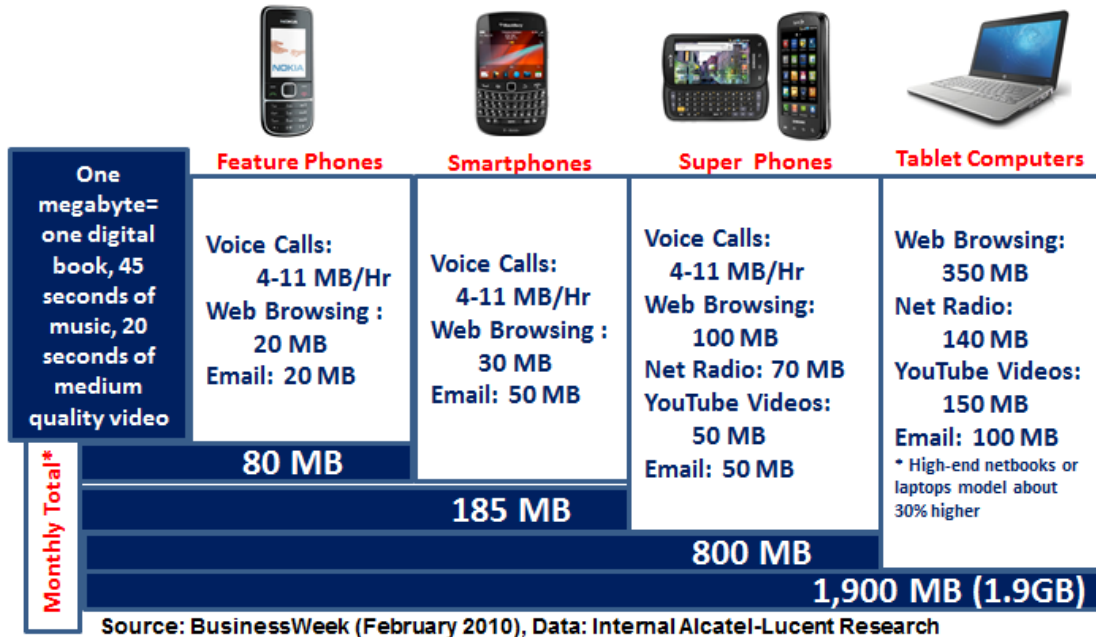 NOKIA
NOKIA
BlackBerry
SAMSUNG
Feature Phones
Smartphones
Super Phones
Tablet Computers
One
megabyte=
one digital
book, 45
seconds of
music, 20
seconds of
medium
quality video
Voice Calls:
4-11 MB/Hr
Web Browsing :
20 MB
Email: 20 MB
Voice Calls:
4-11 MB/Hr
Web Browsing :
30 MB
Email: 50 MB
Voice Calls:
4-11 MB/Hr
Web Browsing:
100 MB
Net Radio: 70 MB
YouTube Videos:
50 MB
Email: 50 MB
Web Browsing:
350 MB
Net Radio:
140 MB
YouTube Videos:
150 MB
Email: 100 MB
* High-end netbooks or
laptops model about
30% higher
Monthly Total*
80 MB
185 MB
800 MB
1,900 MB (1.9GB)
Source: BusinessWeek (February 2010), Data: Internal Alcatel-Lucent Research